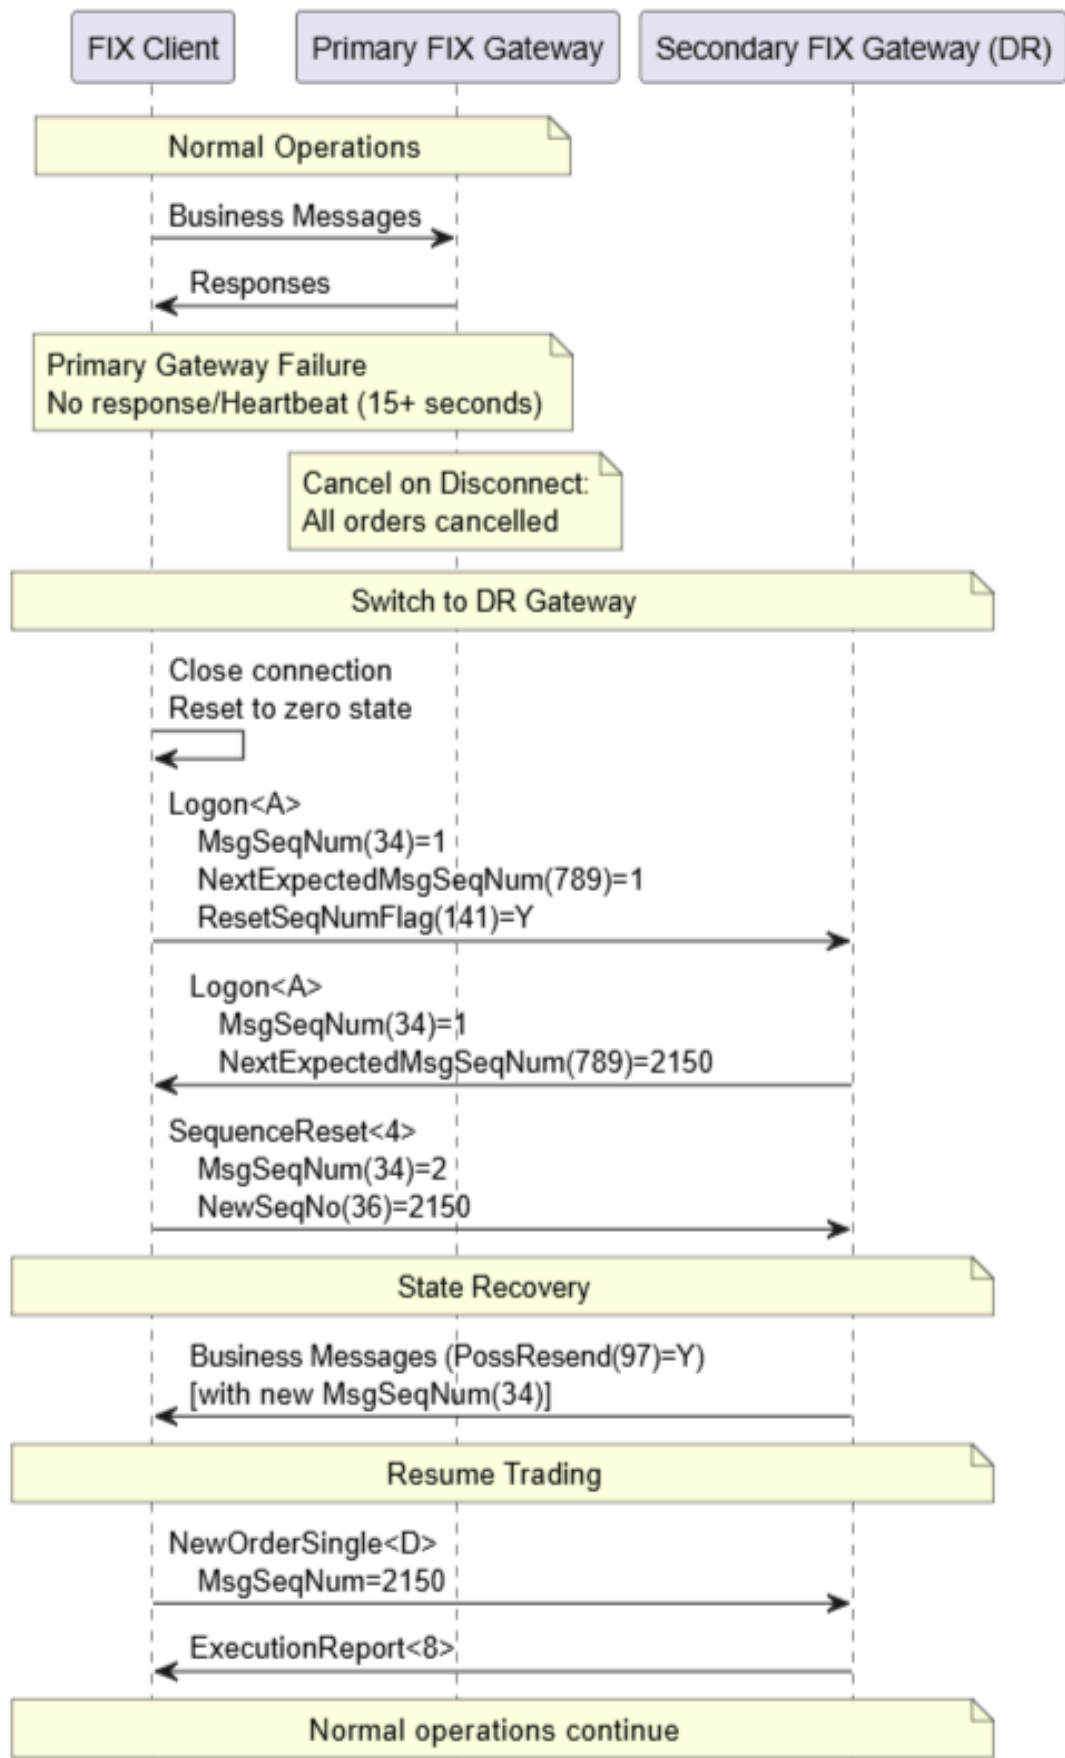 FIX Client
Primary FIX Gateway
Secondary FIX Gateway (DR)
Normal Operations
Business Messages
Responses
Primary Gateway Failure
No response/Heartbeat (15+ seconds)
Cancel on Disconnect:
All orders cancelled
Switch to DR Gateway
Close connection
Reset to zero state
Logon<A>
MsgSeqNum(34)=1
NextExpectedMsgSeqNum(789)=1
ResetSeqNumFlag(141)=Y
Logon<A>
MsgSeqNum(34)=1
NextExpectedMsgSeqNum(789)=2150
SequenceReset<4>
MsgSeqNum(34)=2
NewSeqNo(36)=2150
State Recovery
Business Messages (PossResend(97)=Y)
[with new MsgSeqNum(34)]
Resume Trading
NewOrderSingle<D>
MsgSeqNum=2150
ExecutionReport<8>
Normal operations continue